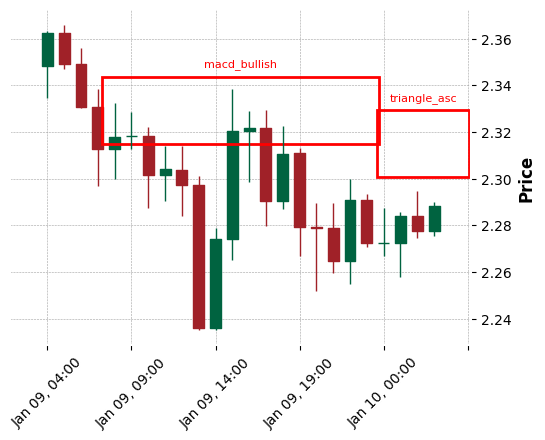 macd_bullish
triangle_asc
2.36
2.34
2.32
2.30
2.28
2.26
2.24
Price
Jan 09, 04:00
Jan 09, 09:00
Jan 09, 14:00
Jan 09, 19:00
Jan 10, 00:00